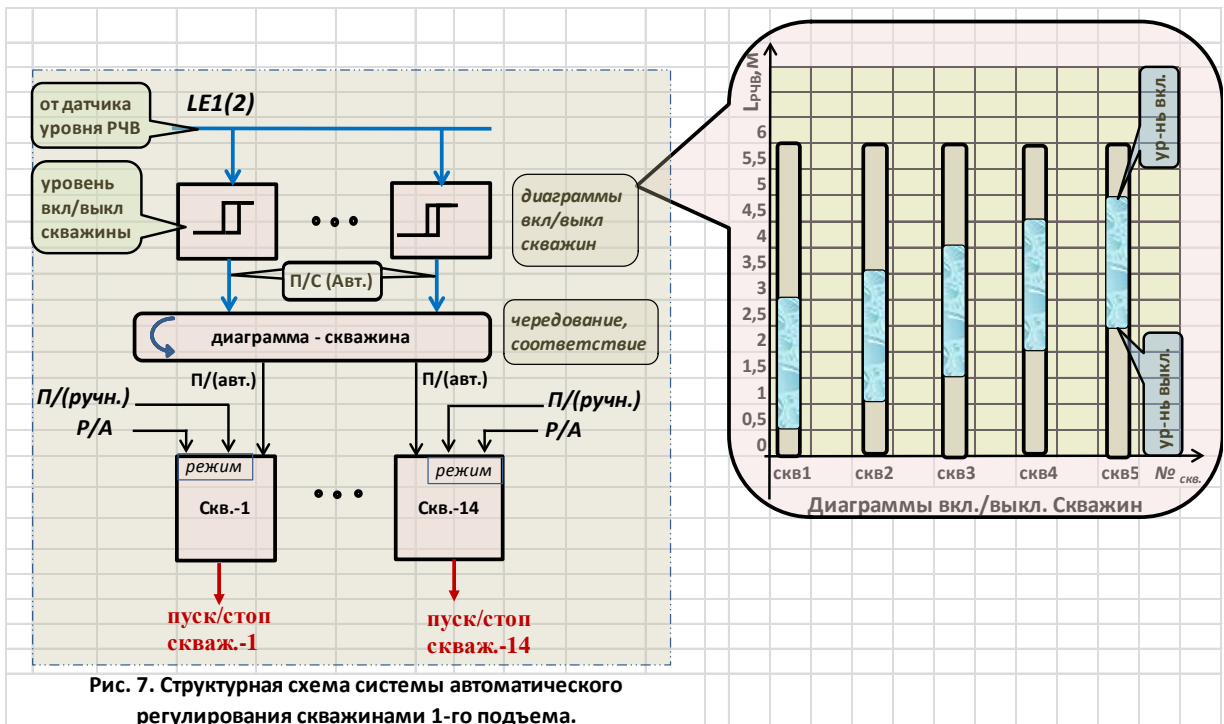 от датчика
уровня РЧВ
LE1(2)
уровень
вкл/выкл
скважины
диаграммы
вкл/выкл
скважин
П/С (Авт.)
диаграмма - скважина
чередование,
соответствие
П/(авт.)
П/(авт.)
П/(ручн.)
Р/А
П/(ручн.)
Р/А
режим
режим
Скв.-1
Скв.-14
пуск/стоп
скваж.-1
пуск/стоп
скваж.-14
Рис. 7. Структурная схема системы автоматического
регулирования скважинами 1-го подъема.
LРЧВ,М
6
5,5
5
4,5
4
3,5
3
2,5
2
1,5
1
0,5
0
ур-нь вкл.
ур-нь выкл.
скв1
скв2
скв3
скв4
скв5
№ скв.
Диаграммы вкл./выкл. Скважин